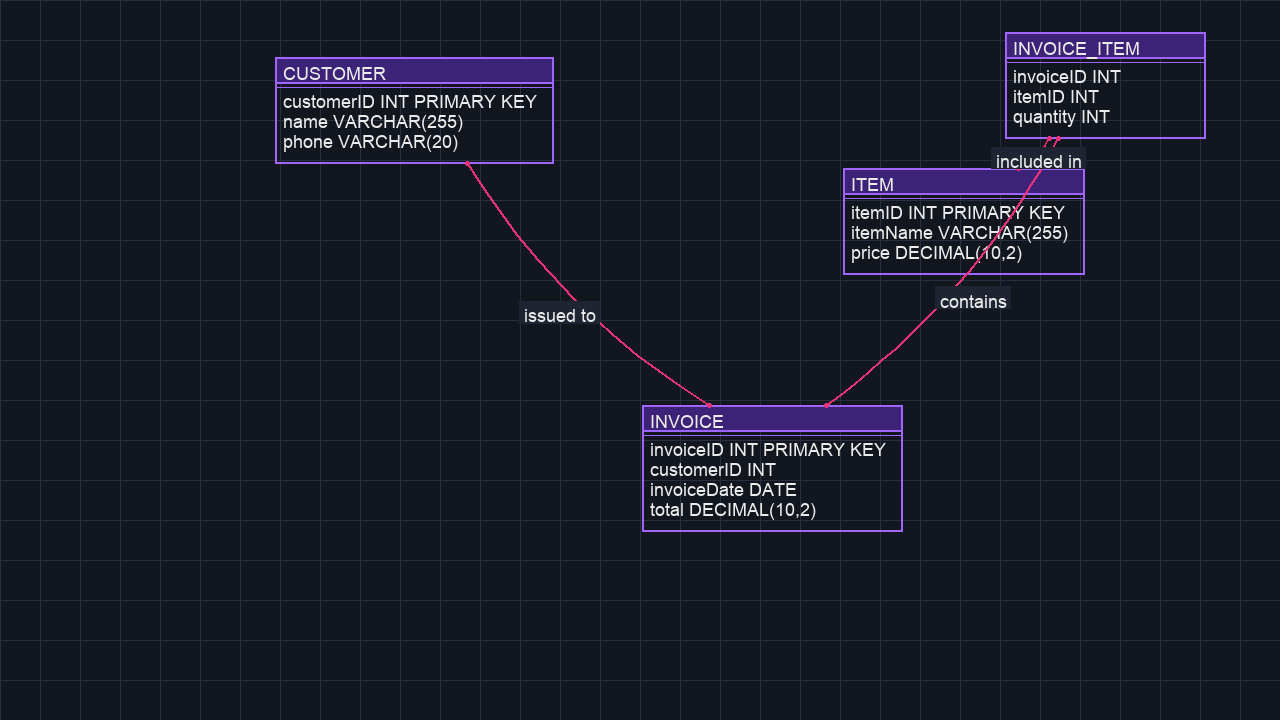 CUSTOMER
customerID INT PRIMARY KEY
name VARCHAR(255)
phone VARCHAR(20)
INVOICE_ITEM
invoiceID INT
itemID INT
quantity INT
included in
ITEM
itemID INT PRIMARY KEY
itemName VARCHAR(255)
price DECIMAL(10,2)
contains
issued to
INVOICE
invoiceID INT PRIMARY KEY
customerID INT
invoiceDate DATE
total DECIMAL(10,2)